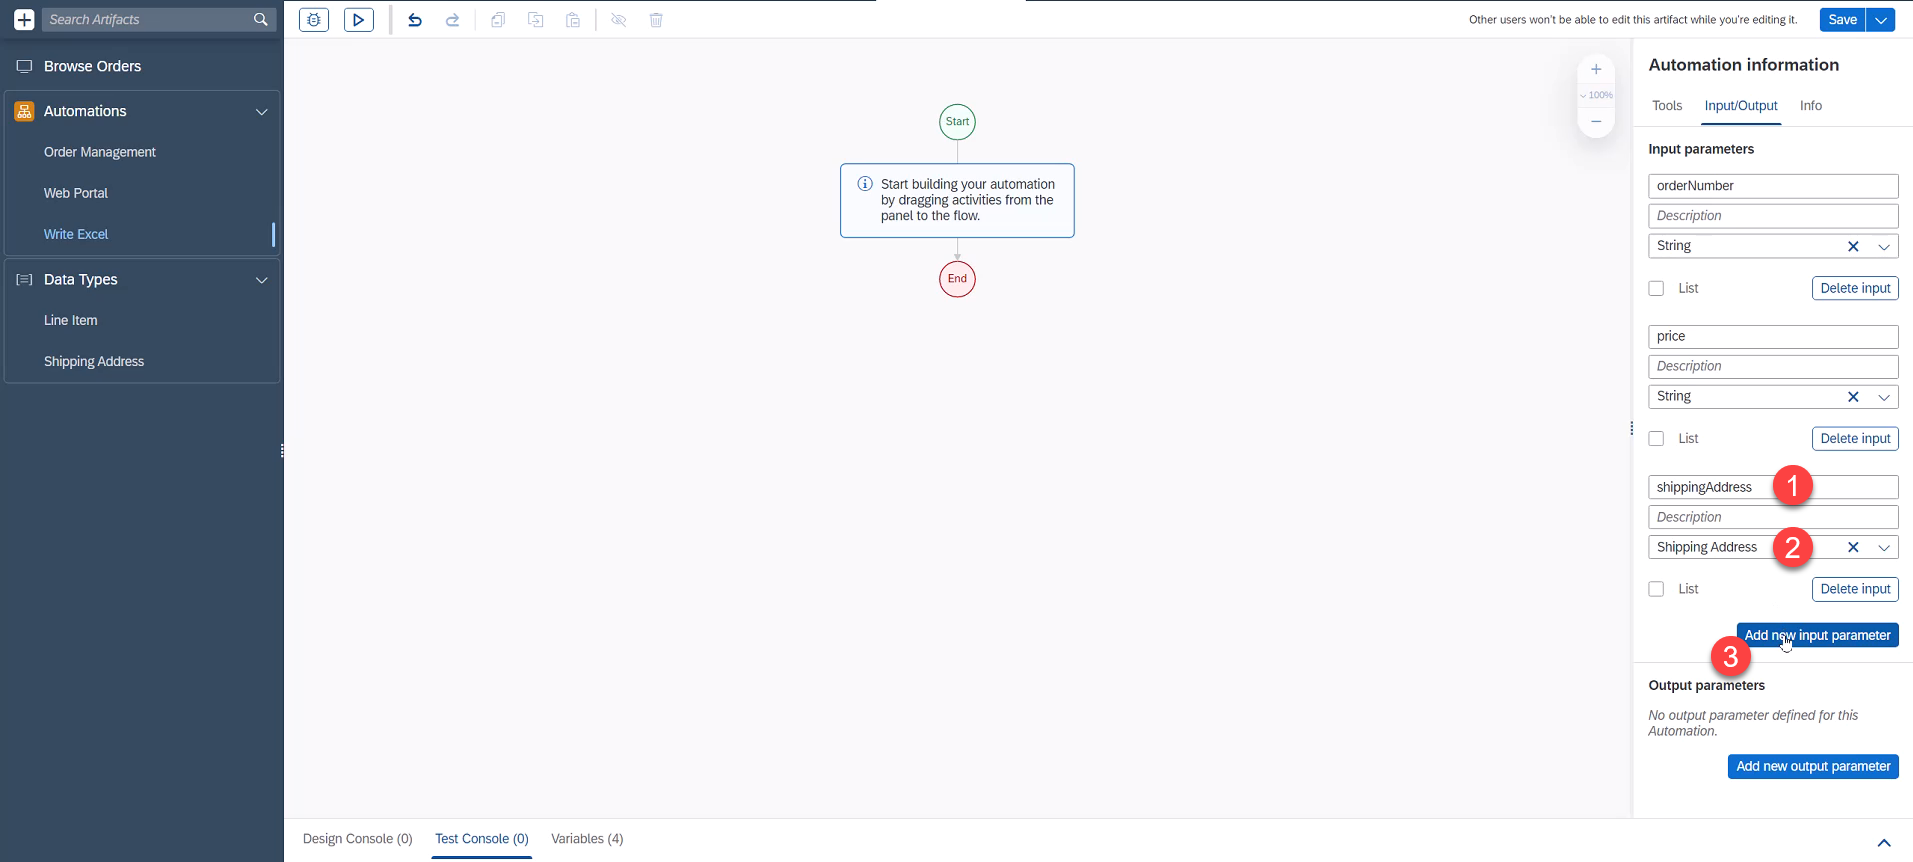 Search Artifacts
Other users won't be able to edit this artifact while you're editing it.
Save
Browse Orders
Automations
Order Management
Web Portal
Write Excel
Data Types
Line Item
Shipping Address
Start
Start building your automation
by dragging activities from the
panel to the flow.
End
100%
Automation information
Tools Input/Output Info
Input parameters
orderNumber
Description
String
List Delete input
price
Description
String
List Delete input
shippingAddress 1
Description
Shipping Address 2
List Delete input
Add new input parameter
3
Output parameters
No output parameter defined for this
Automation.
Add new output parameter
Design Console (0) Test Console (0) Variables (4)